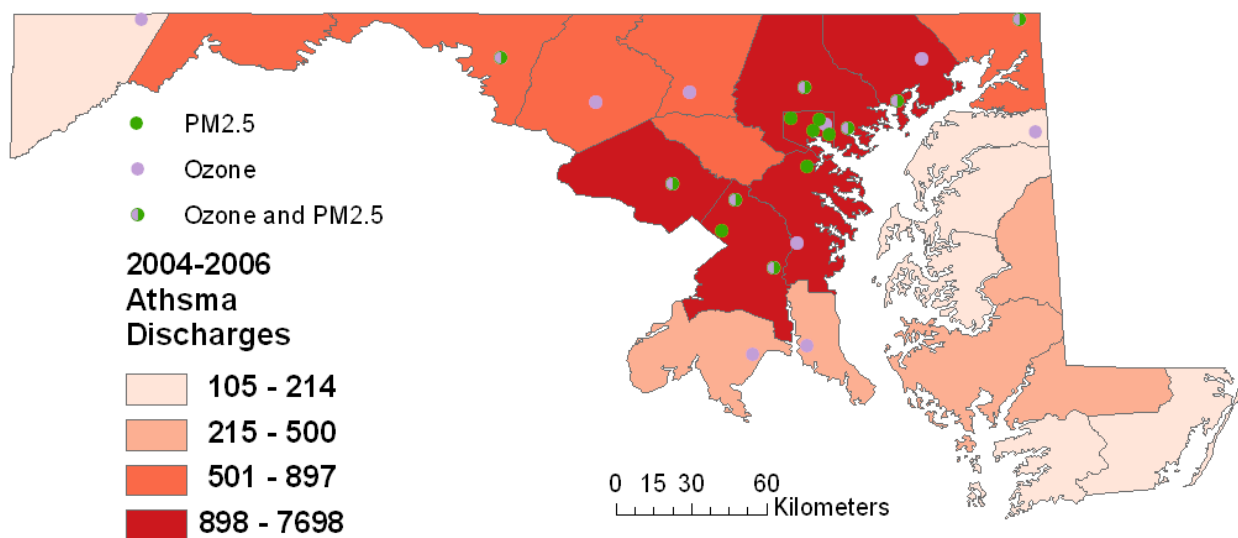 PM2.5
Ozone
Ozone and PM2.5
2004-2006
Athsma
Discharges
105 - 214
215 - 500
501 - 897
898 - 7698
0 15 30 60
Kilometers